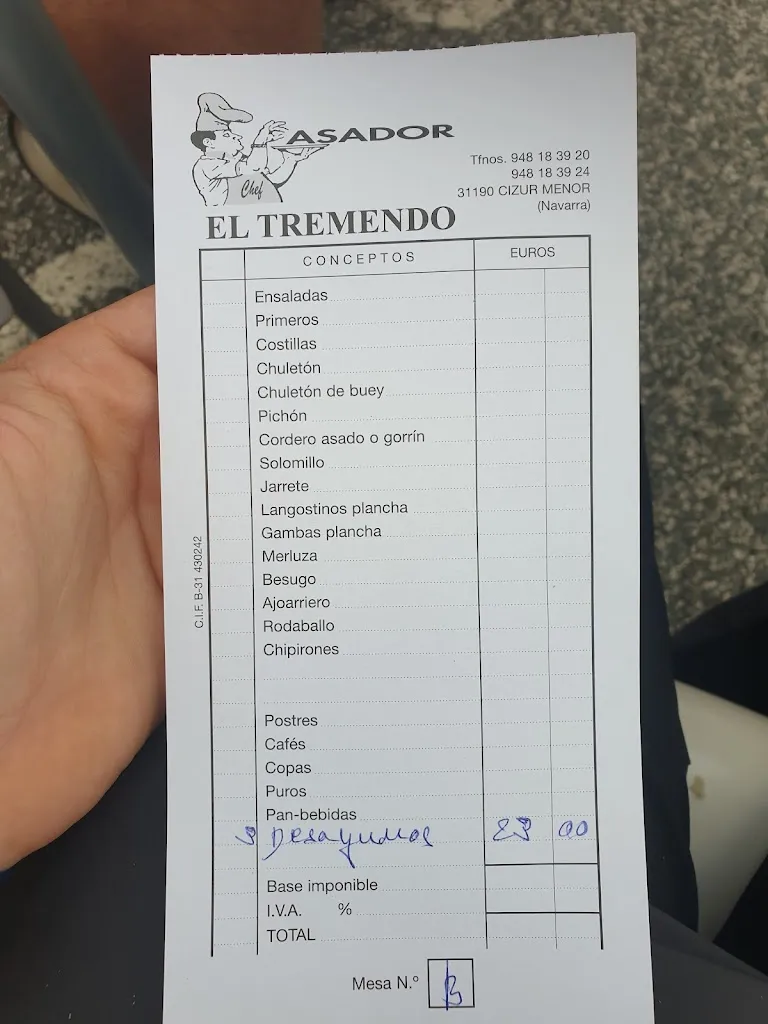 Chef
ASADOR
EL TREMENDO
Tfnos. 948 18 39 20
948 18 39 24
31190 CIZUR MENOR
(Navarra)
CONCEPTOS EUROS
Ensaladas
Primeros
Costillas
Chuletón
Chuletón de buey
Pichón
Cordero asado o gorrín
Solomillo
Jarrete
Langostinos plancha
Gambas plancha
Merluza
Besugo
Ajoarriero
Rodaballo
Chipirones
Postres
Cafés
Copas
Puros
Pan-bebidas
Desayunos 00
Base imponible
I.V.A. %
TOTAL
Mesa N.º
C.I.F. B-31 430242